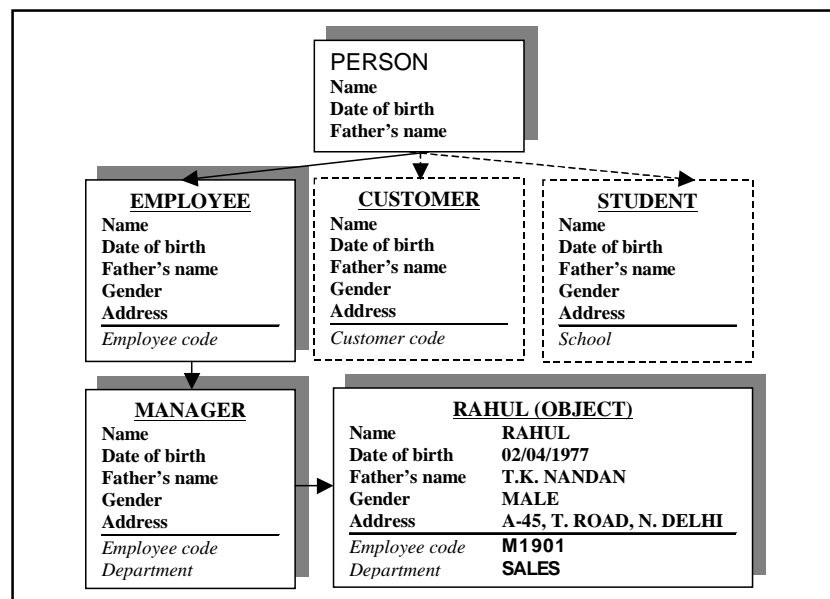 PERSON
Name
Date of birth
Father's name
EMPLOYEE
Name
Date of birth
Father's name
Gender
Address
Employee code
CUSTOMER
Name
Date of birth
Father's name
Gender
Address
Customer code
STUDENT
Name
Date of birth
Father's name
Gender
Address
School
MANAGER
Name
Date of birth
Father's name
Gender
Address
Employee code
Department
RAHUL (OBJECT)
Name RAHUL
Date of birth 02/04/1977
Father's name T.K. NANDAN
Gender MALE
Address A-45, T. ROAD, N. DELHI
Employee code M1901
Department SALES